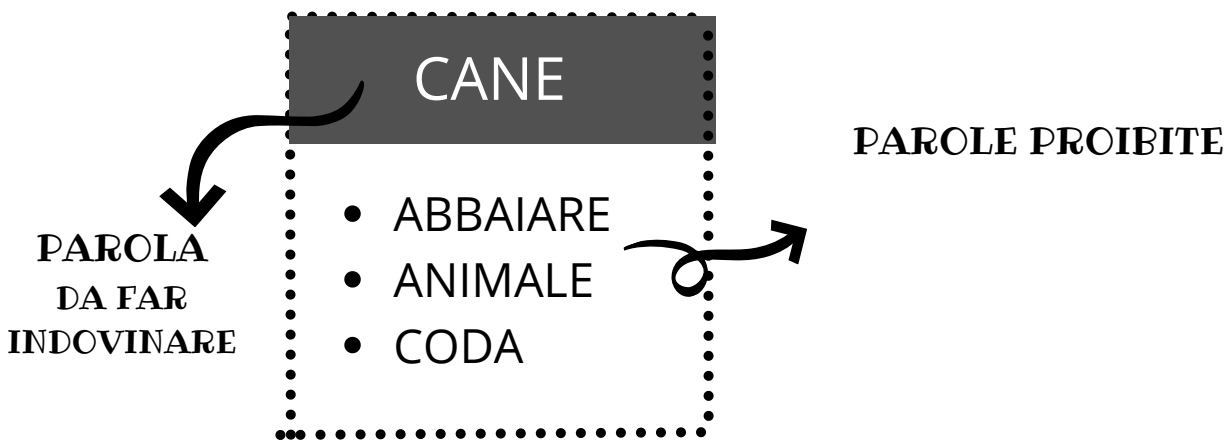 CANE
PAROLE PROIBITE
• ABBAIARE
• ANIMALE
• CODA
PAROLA
DA FAR
INDOVINARE